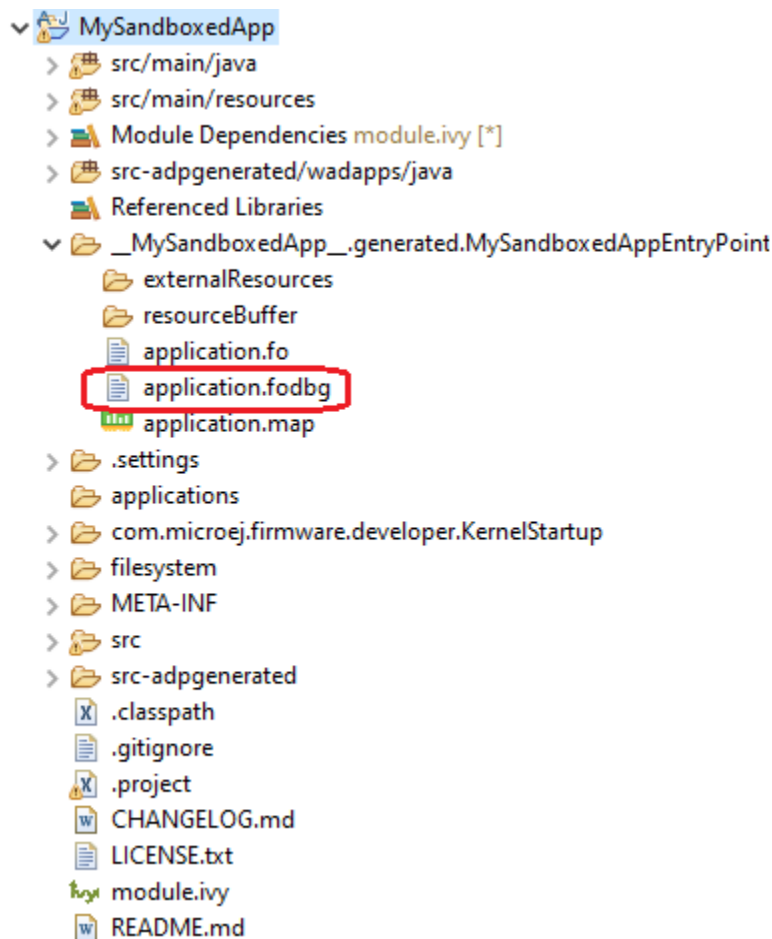 MySandboxedApp
src/main/java
src/main/resources
Module Dependencies module.ivy [*]
src-adpgenerated/wadapps/java
Referenced Libraries
__MySandboxedApp__.generated.MySandboxedAppEntryPoint
externalResources
resourceBuffer
application.fo
application.fodbg
application.map
.settings
applications
com.microej.firmware.developer.KernelStartup
filesystem
META-INF
src
src-adpgenerated
.classpath
.gitignore
.project
CHANGELOG.md
LICENSE.txt
module.ivy
README.md